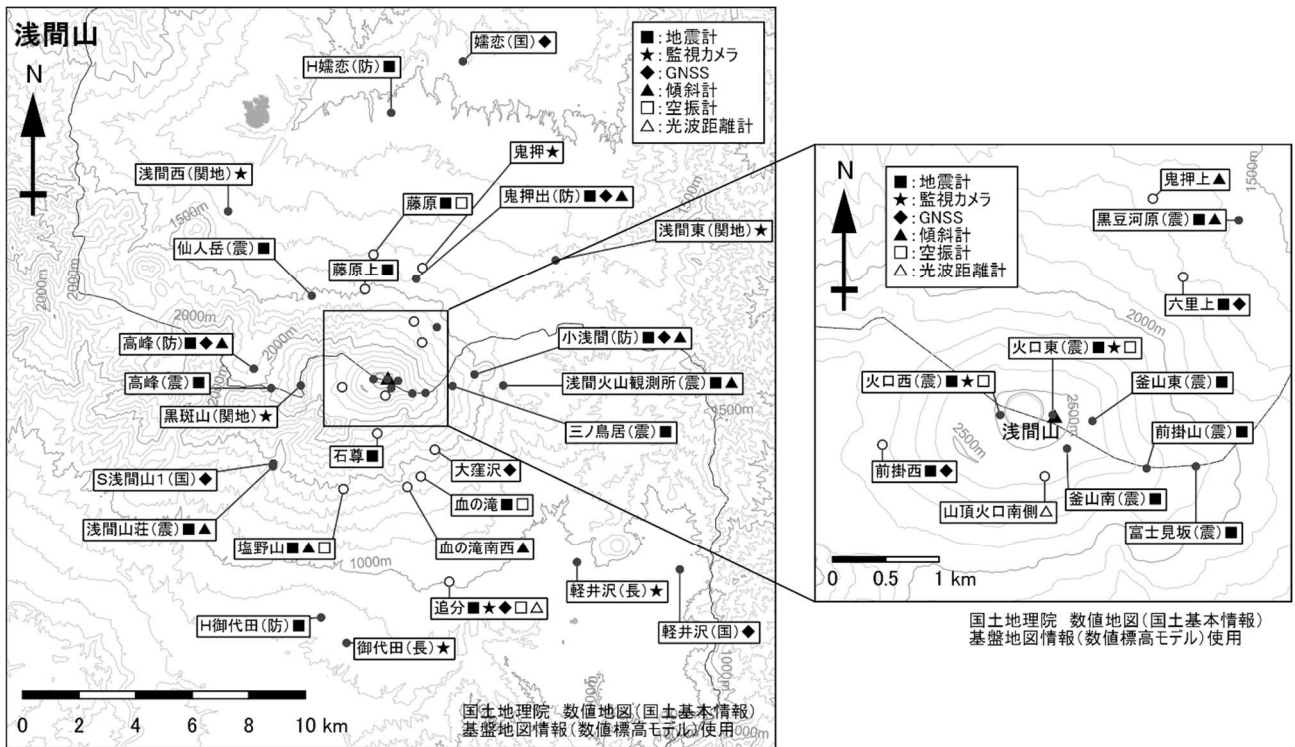 浅間山
N
■:地震計
★:監視カメラ
◆:GNSS
▲:傾斜計
□:空振計
△:光波距離計
嬬恋(国)◆
H嬬恋(防)■
鬼押★
浅間西(関地)★
藤原■□
鬼押出(防)■◆▲
浅間東(関地)★
1500m
1500m
仙人岳(震)■
藤原上■
2000m
2000m
2000m
2000m
高峰(防)■◆▲
小浅間(防)■◆▲
高峰(震)■
浅間火山観測所(震)■▲
黒斑山(関地)★
2000m
1500m
三ノ鳥居(震)■
石尊■
大窪沢◆
S浅間山1(国)◆
血の滝■□
浅間山荘(震)■▲
塩野山■▲□
血の滝南西▲
1000m
軽井沢(長)★
追分■★◆□△
H御代田(防)■
軽井沢(国)◆
御代田(長)★
1000m
1000m
1000m
0 2 4 6 8 10 km
国土地理院 数値地図(国土基本情報)
基盤地図情報(数値標高モデル)使用
N
■:地震計
★:監視カメラ
◆:GNSS
▲:傾斜計
□:空振計
△:光波距離計
1500m
鬼押上▲
黒豆河原(震)■▲
六里上■◆
2000m
火口東(震)■★□
火口西(震)■★□
釜山東(震)■
2500m
浅間山
2500m
前掛山(震)■
前掛西■◆
山頂火口南側△
釜山南(震)■
富士見坂(震)■
0 0.5 1 km
国土地理院 数値地図(国土基本情報)
基盤地図情報(数値標高モデル)使用